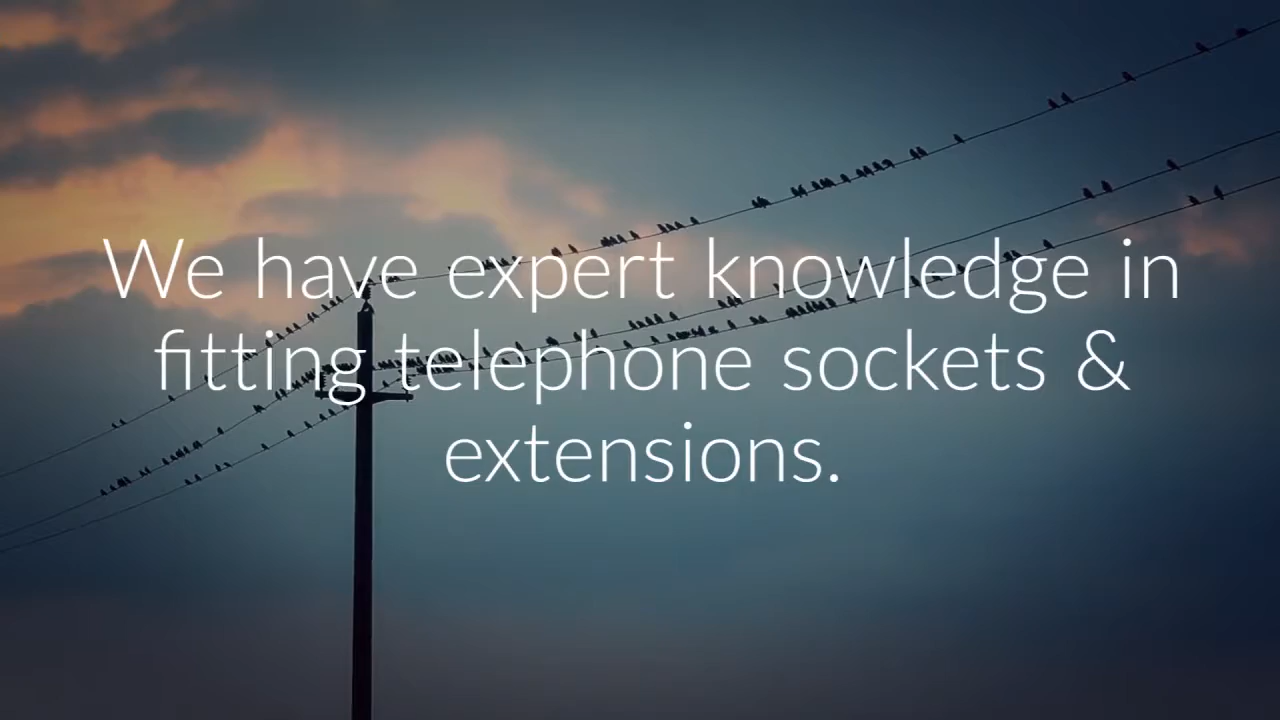 We have expert knowledge in
fitting telephone sockets &
extensions.